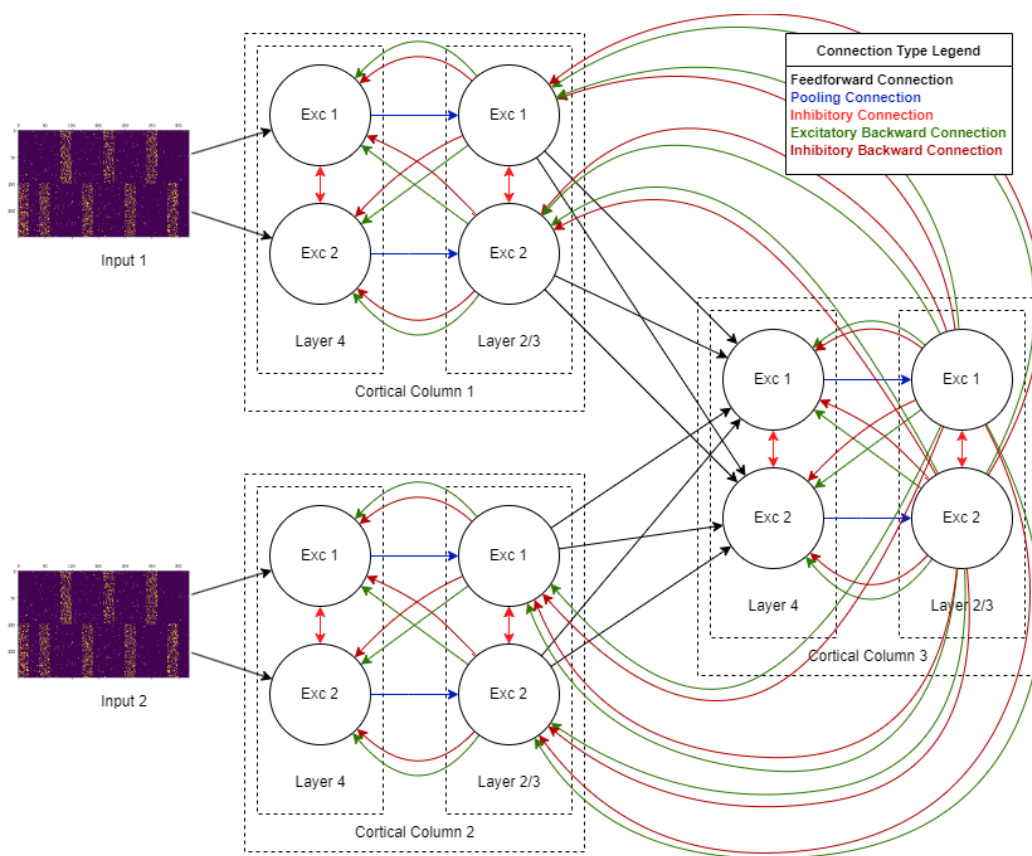 Connection Type Legend
Feedforward Connection
Pooling Connection
Inhibitory Connection
Excitatory Backward Connection
Inhibitory Backward Connection
Exc 1
Exc 1
Exc 2
Exc 2
Layer 4
Layer 2/3
Cortical Column 1
Input 1
Exc 1
Exc 1
Exc 2
Exc 2
Layer 4
Layer 2/3
Cortical Column 3
Exc 1
Exc 1
Exc 2
Exc 2
Layer 4
Layer 2/3
Cortical Column 2
Input 2